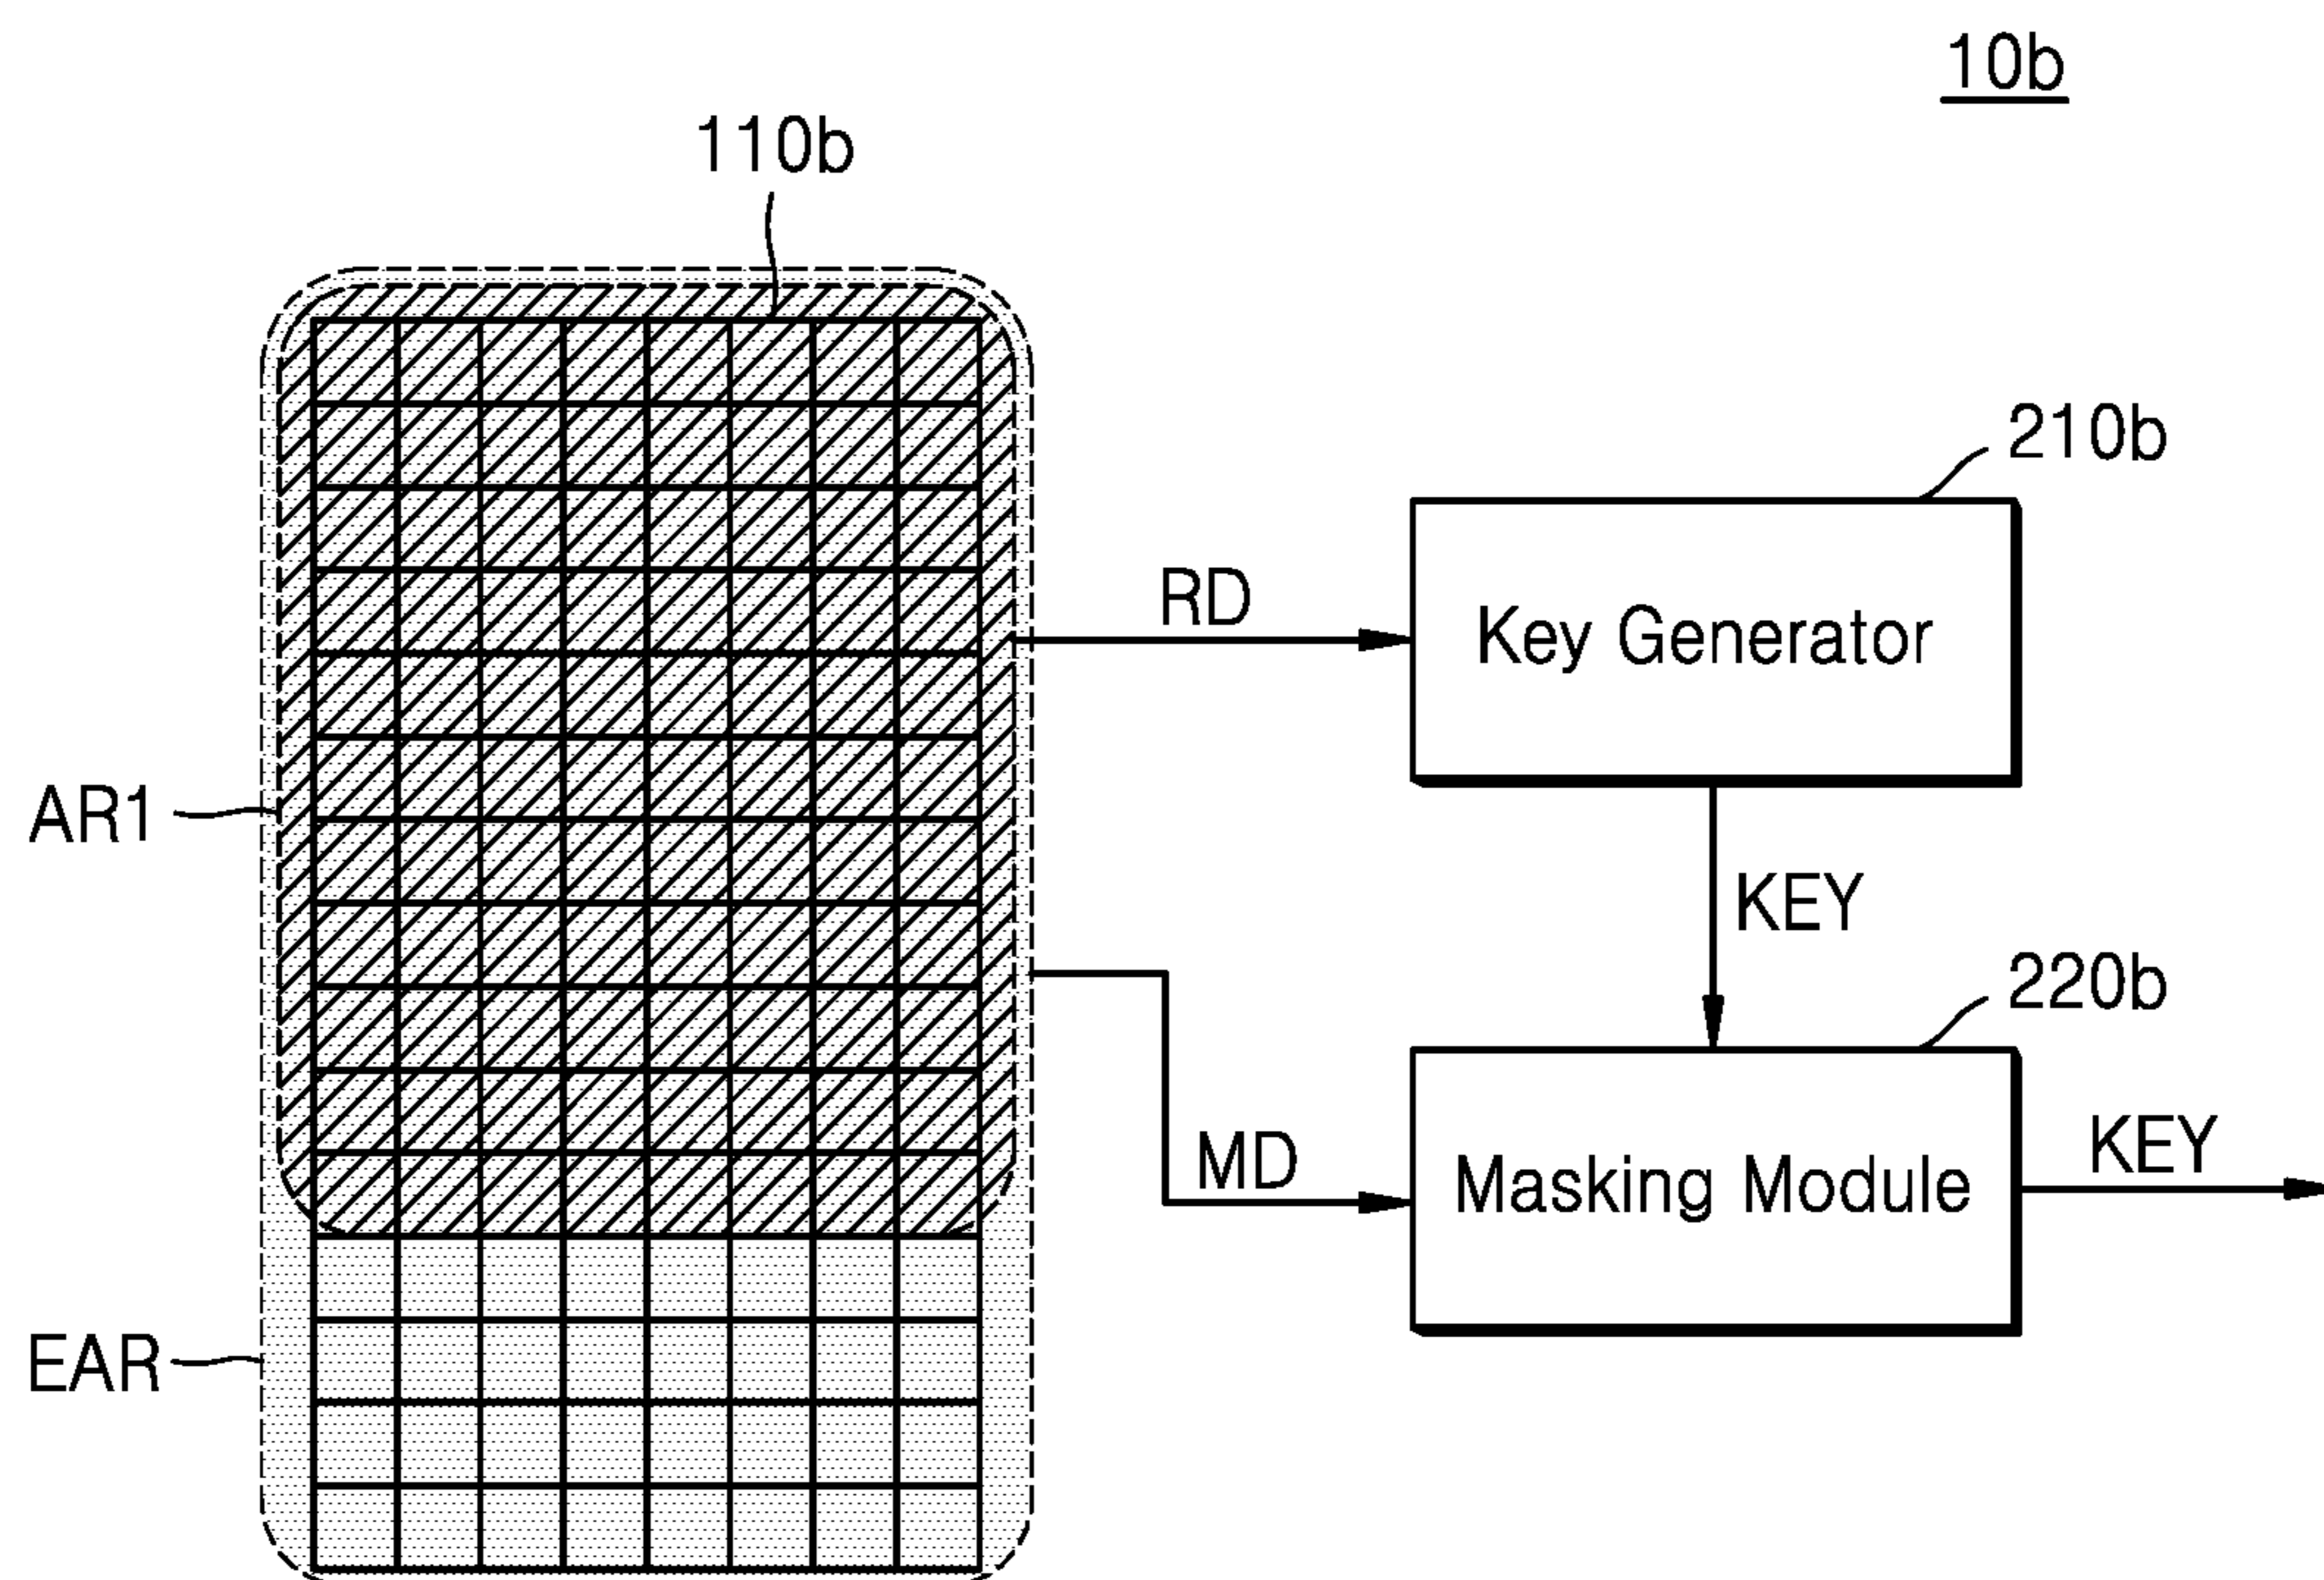 10b
110b
210b
RD
Key Generator
AR1
KEY
220b
MD
Masking Module
KEY
EAR